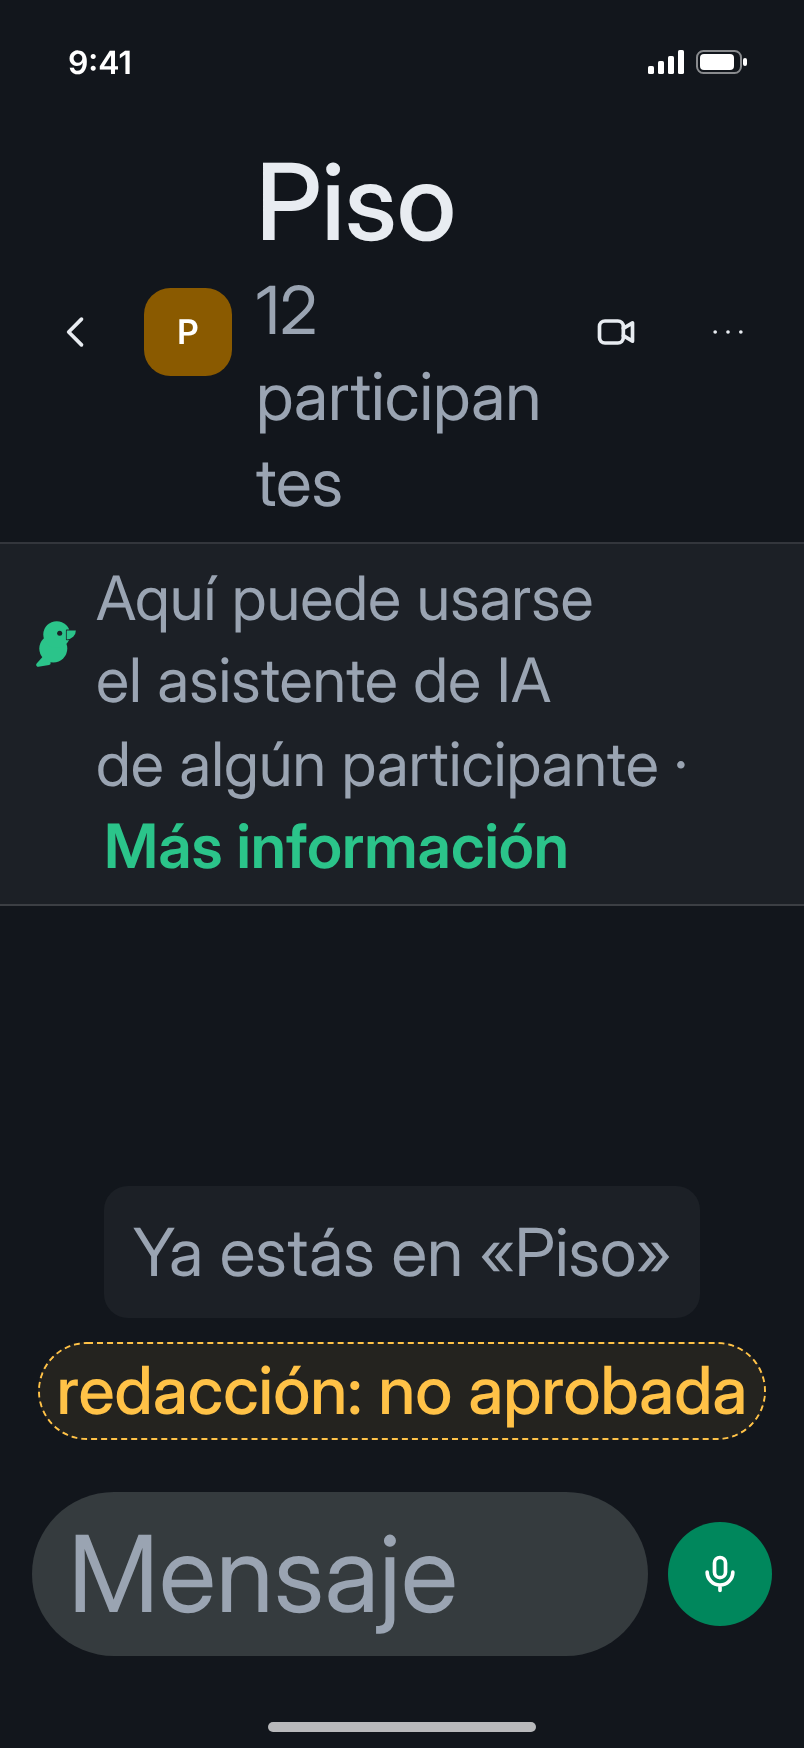 9:41
Piso
P
12
participan
tes
Aquí puede usarse
el asistente de IA
de algún participante ·
Más información
Ya estás en «Piso»
redacción: no aprobada
Mensaje